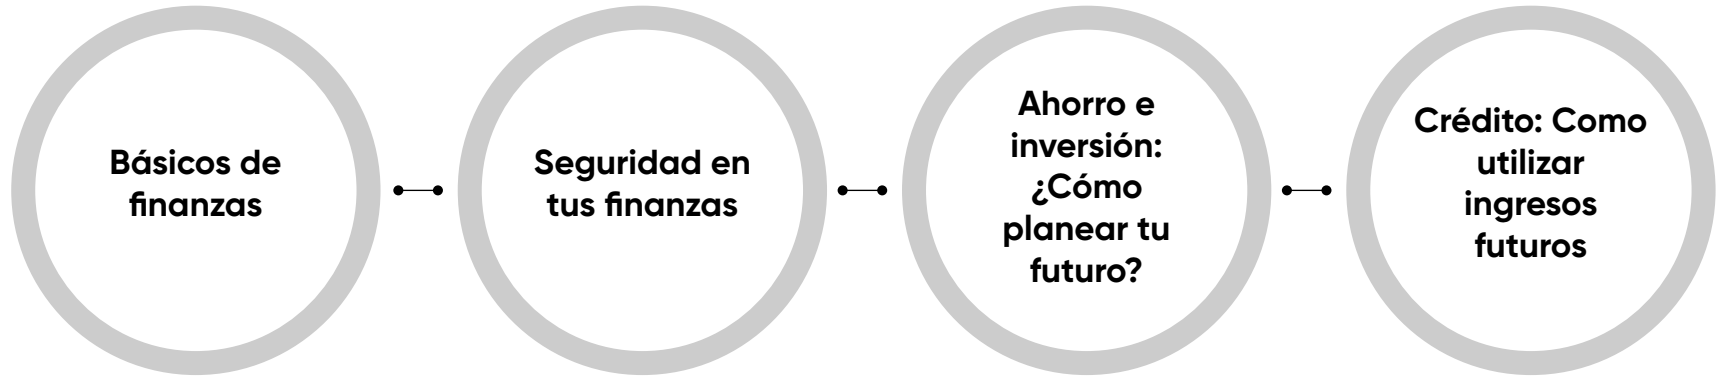 Básicos de
finanzas
Seguridad en
tus finanzas
Ahorro e
inversión:
¿Cómo
planear tu
futuro?
Crédito: Como
utilizar
ingresos
futuros